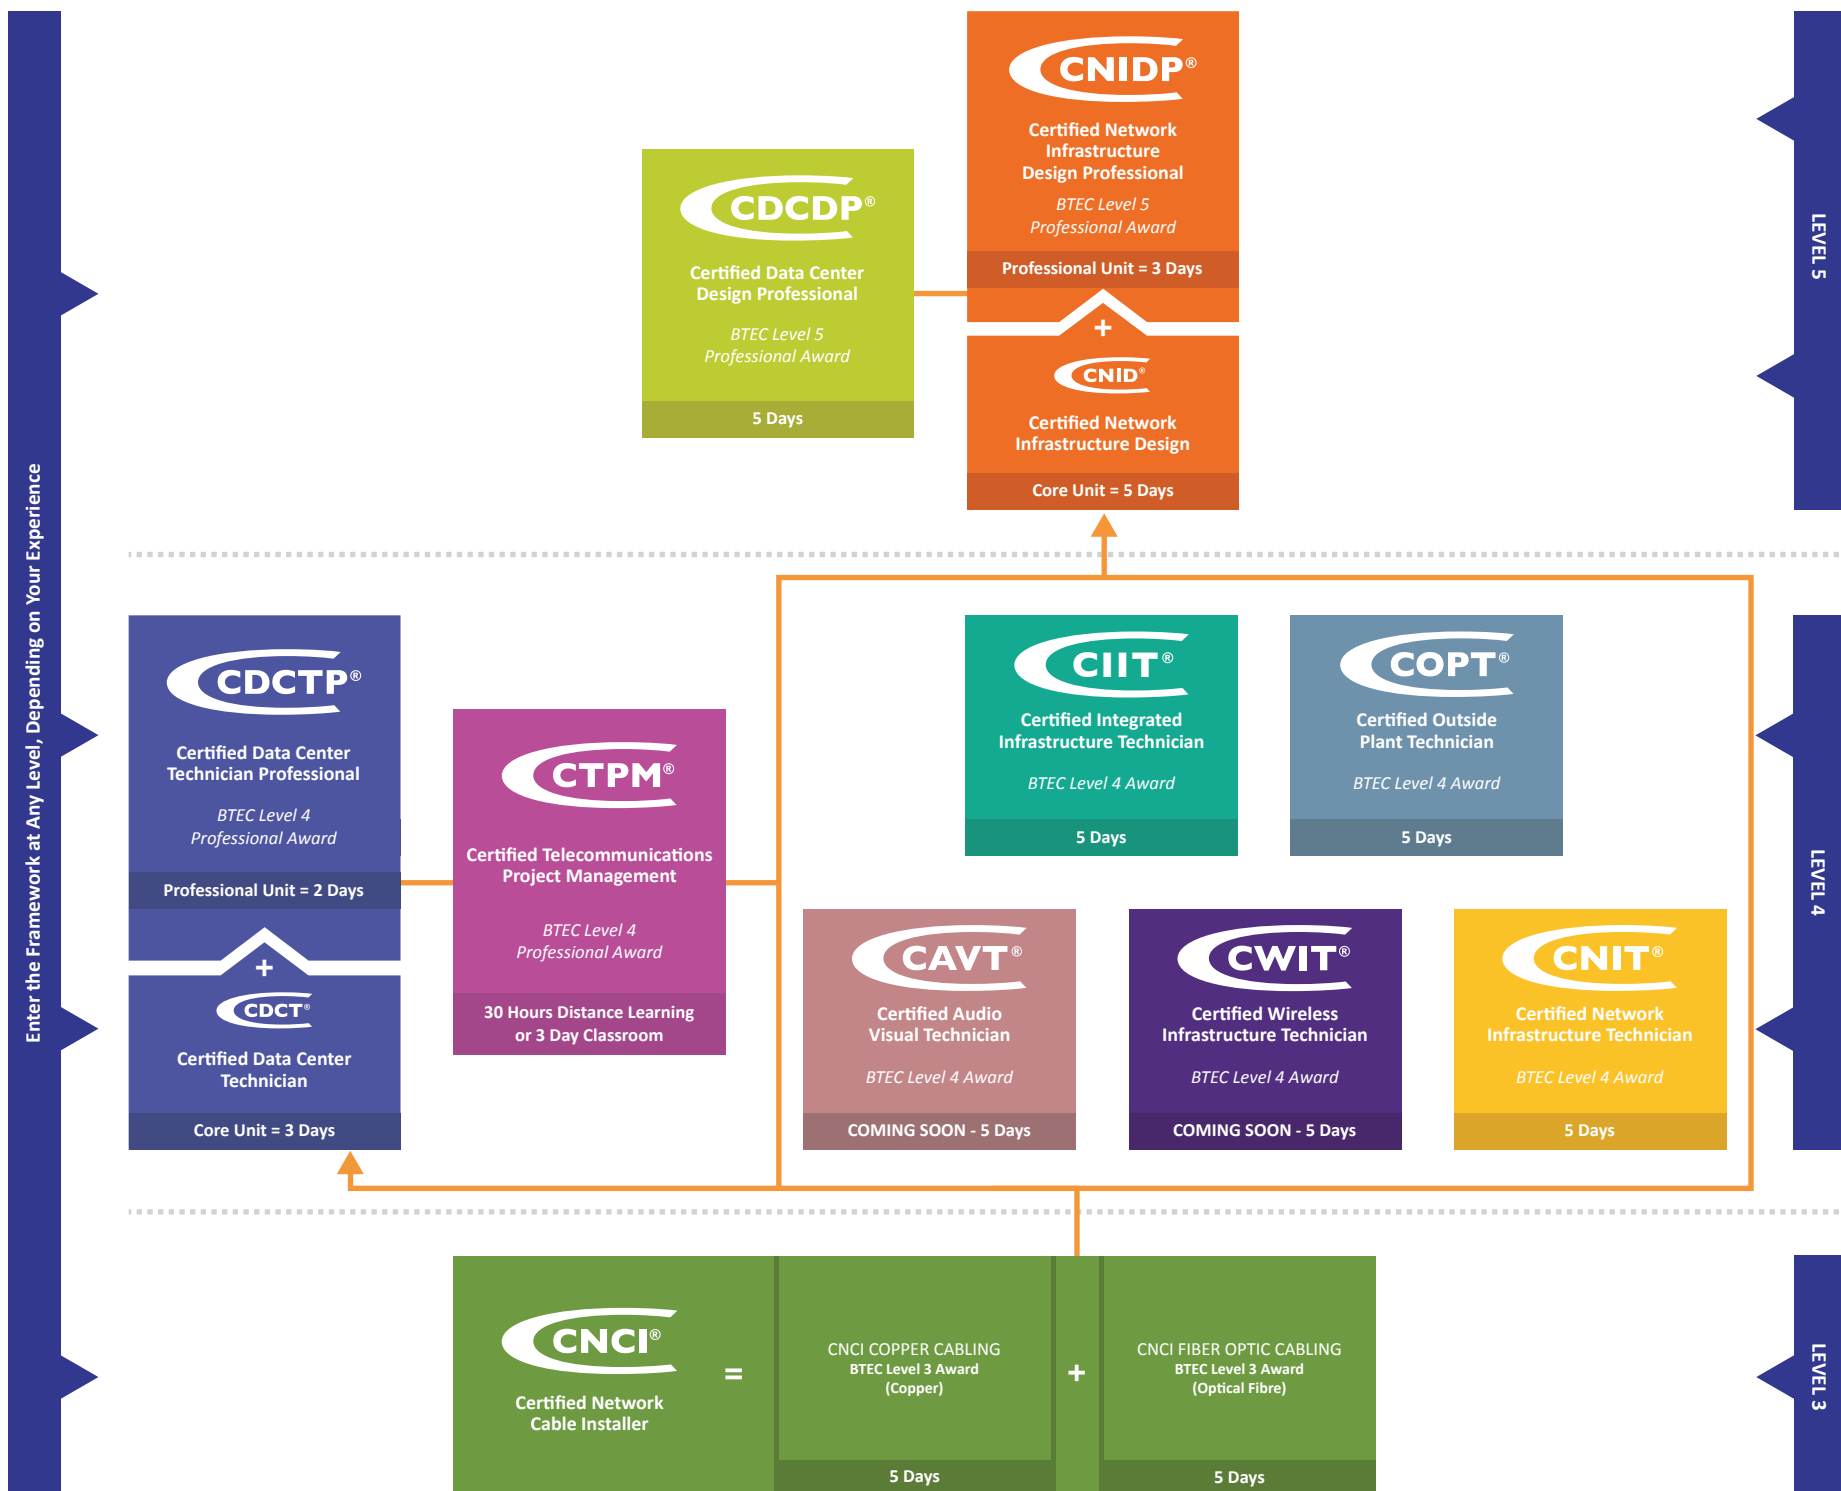 Enter the Framework at Any Level, Depending on Your Experience
CNIDP®
Certified Network
Infrastructure
Design Professional
BTEC Level 5
Professional Award
Professional Unit = 3 Days
+
CNID®
Certified Network
Infrastructure Design
Core Unit = 5 Days
CDCDP®
Certified Data Center
Design Professional
BTEC Level 5
Professional Award
5 Days
LEVEL 5
CDCTP®
Certified Data Center
Technician Professional
BTEC Level 4
Professional Award
Professional Unit = 2 Days
+
CDCT®
Certified Data Center
Technician
Core Unit = 3 Days
CTPM®
Certified Telecommunications
Project Management
BTEC Level 4
Professional Award
30 Hours Distance Learning
or 3 Day Classroom
CIIT®
Certified Integrated
Infrastructure Technician
BTEC Level 4 Award
5 Days
COPT®
Certified Outside
Plant Technician
BTEC Level 4 Award
5 Days
CAVT®
Certified Audio
Visual Technician
BTEC Level 4 Award
COMING SOON - 5 Days
CWIT®
Certified Wireless
Infrastructure Technician
BTEC Level 4 Award
COMING SOON - 5 Days
CNIT®
Certified Network
Infrastructure Technician
BTEC Level 4 Award
5 Days
LEVEL 4
CNCI®
Certified Network
Cable Installer
=
CNCI COPPER CABLING
BTEC Level 3 Award
(Copper)
5 Days
+
CNCI FIBER OPTIC CABLING
BTEC Level 3 Award
(Optical Fibre)
5 Days
LEVEL 3